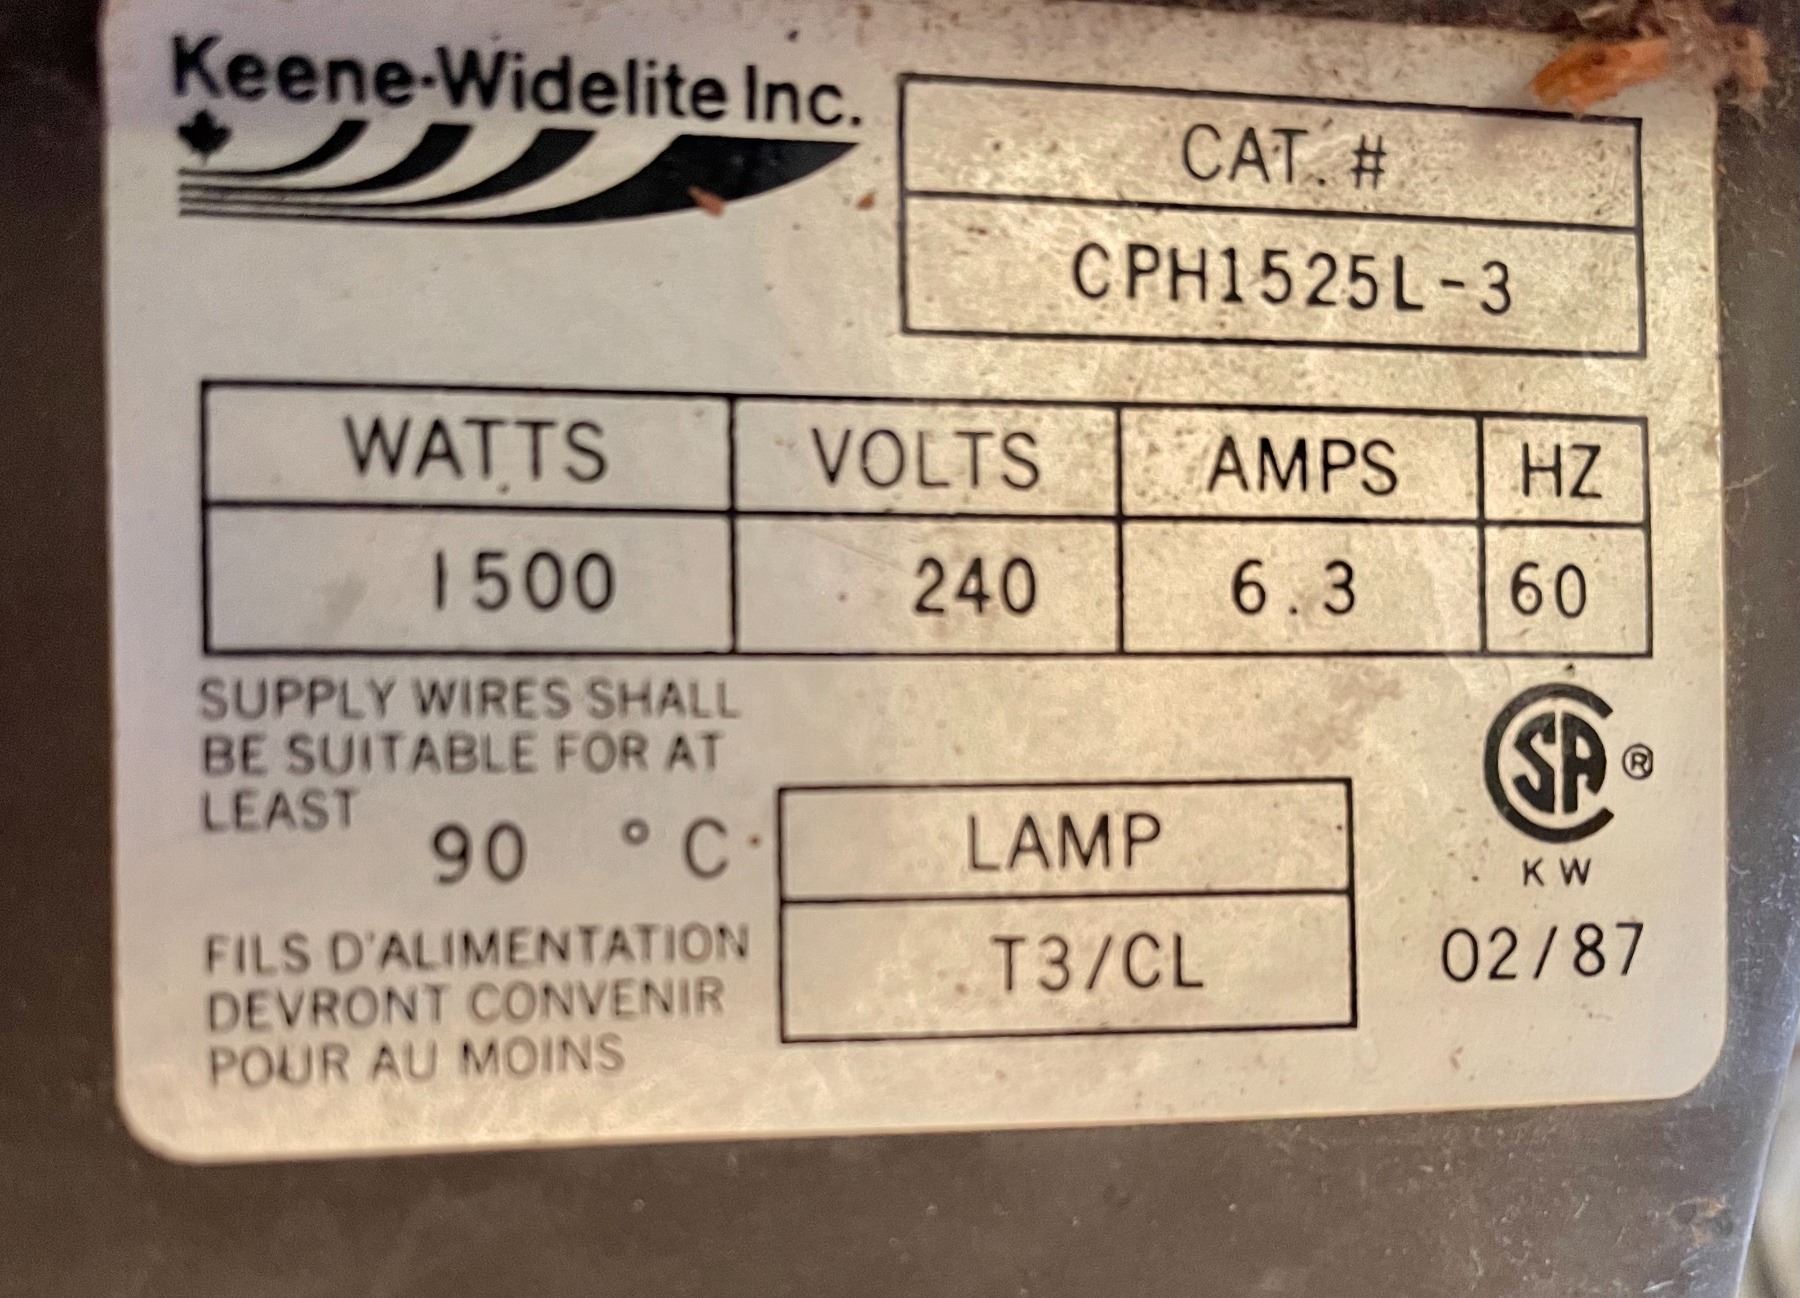 Keene-Widelite Inc.
CAT. #
CPH1525L-3
WATTS VOLTS AMPS HZ
1500 240 6.3 60
SUPPLY WIRES SHALL
BE SUITABLE FOR AT
LEAST
90 °C
FILS D'ALIMENTATION
DEVRONT CONVENIR
POUR AU MOINS
LAMP
T3/CL
CSA ®
KW
02/87